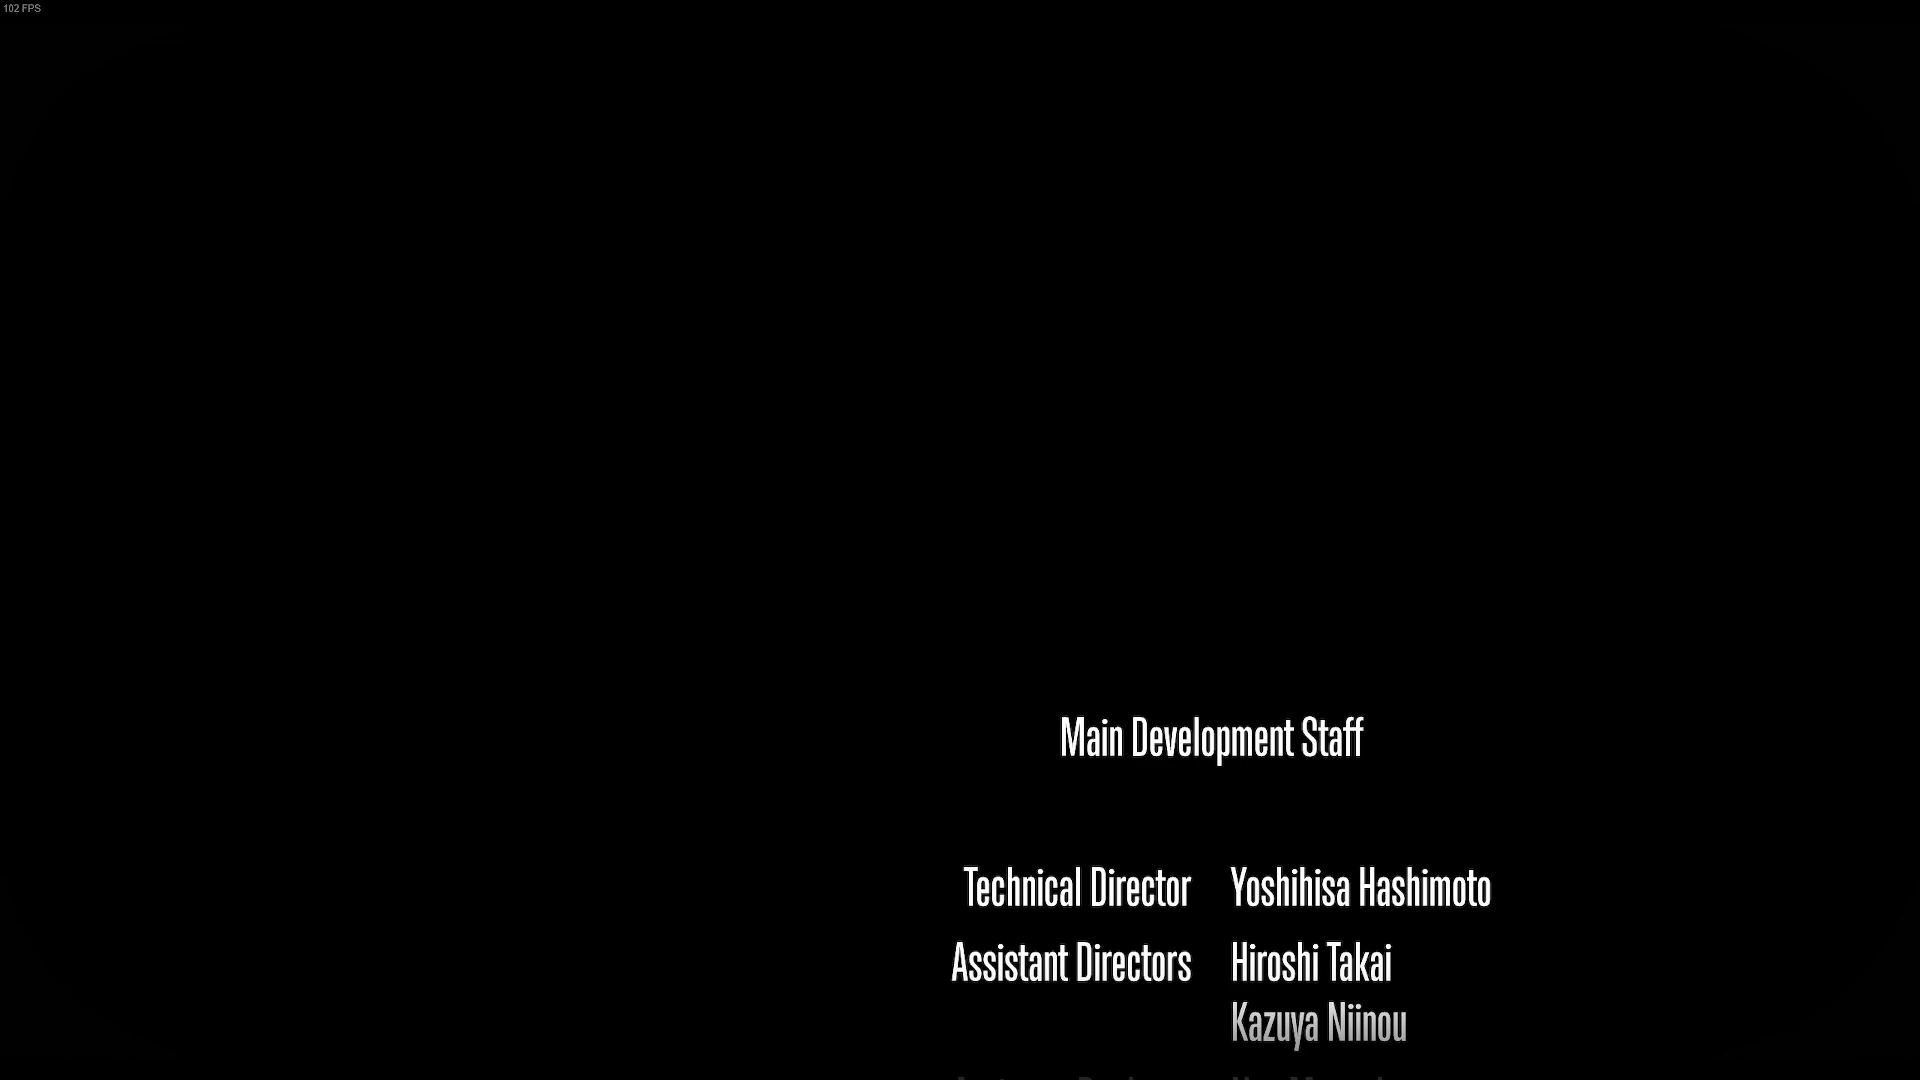 102 FPS
Main Development Staff
Technical Director Yoshihisa Hashimoto
Assistant Directors Hiroshi Takai
Kazuya Niinou